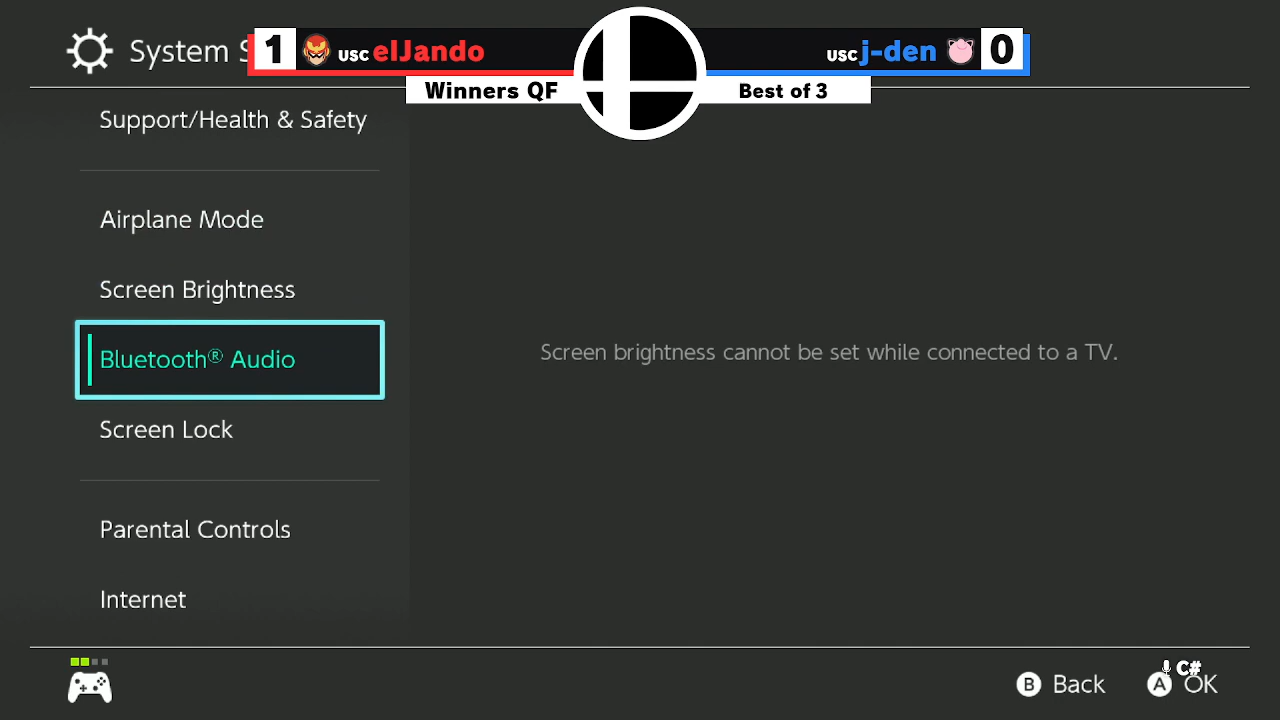 System S
1 USC elJando
USC j-den 0
Winners QF
Best of 3
Support/Health & Safety
Airplane Mode
Screen Brightness
Bluetooth® Audio
Screen Lock
Parental Controls
Internet
Screen brightness cannot be set while connected to a TV.
C#
B Back
A OK